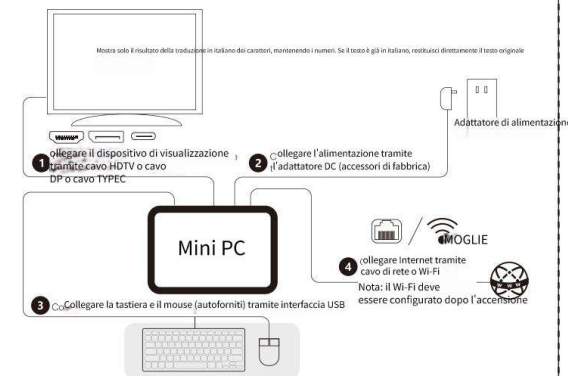 Mostra solo il risultato della traduzione in italiano dei caratteri, mantenendo i numeri. Se il testo è già in italiano, restituisci direttamente il testo originale
Adattatore di alimentazione
1 ollegare il dispositivo di visualizzazione
tramite cavo HDTV o cavo
DP o cavo TYPEC
2 Collegare l'alimentazione tramite
l'adattatore DC (accessori di fabbrica)
Mini PC
MOGLIE
4 ollegare Internet tramite
cavo di rete o Wi-Fi
Nota: il Wi-Fi deve
essere configurato dopo l'accensione
WWW
3 Collegare la tastiera e il mouse (autoforniti) tramite interfaccia USB